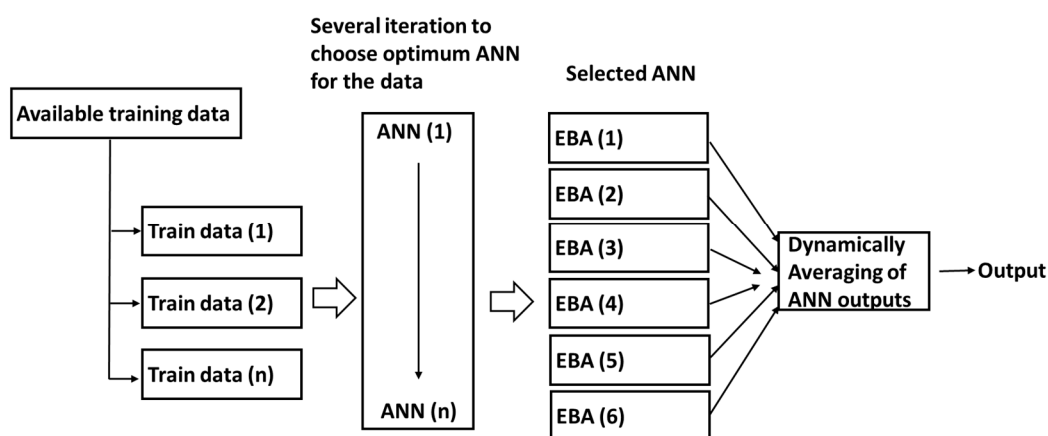 Several iteration to
choose optimum ANN
for the data
Selected ANN
Available training data
Train data (1)
Train data (2)
Train data (n)
ANN (1)
ANN (n)
EBA (1)
EBA (2)
EBA (3)
EBA (4)
EBA (5)
EBA (6)
Dynamically
Averaging of
ANN outputs
Output